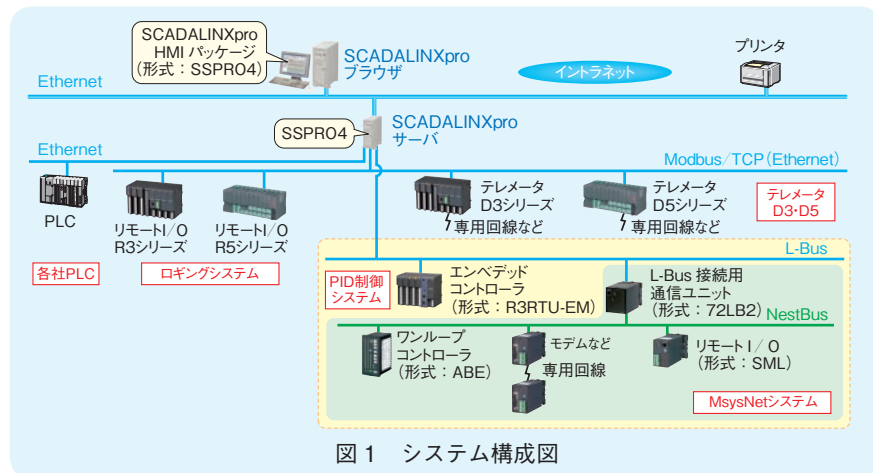 SCADALINXpro
HMI パッケージ
(形式：SSPRO4)
SCADALINXpro
ブラウザ
イントラネット
プリンタ
Ethernet
SSPRO4
SCADALINXpro
サーバ
Ethernet
Modbus/TCP(Ethernet)
PLC
リモートI/O
R3シリーズ
リモートI/O
R5シリーズ
テレメータ
D3シリーズ
専用回線など
テレメータ
D5シリーズ
専用回線など
テレメータ
D3・D5
各社PLC
ロギングシステム
L-Bus
PID制御
システム
エンベデッド
コントローラ
(形式：R3RTU-EM)
L-Bus 接続用
通信ユニット
(形式：72LB2)
NestBus
ワンループ
コントローラ
(形式：ABE)
モデムなど
専用回線
リモート I/O
(形式：SML)
MsysNetシステム
図 1　システム構成図